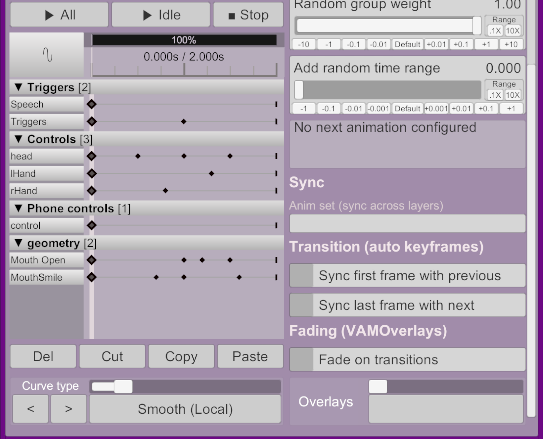 ▶ All
▶ Idle
■ Stop
100%
0.000s / 2.000s
▼ Triggers [2]
Speech
Triggers
▼ Controls [3]
head
lHand
rHand
▼ Phone controls [1]
control
▼ geometry [2]
Mouth Open
MouthSmile
Del
Cut
Copy
Paste
Curve type
<
>
Smooth (Local)
Random group weight 1.00
Range
.1X 10X
-10 -1 -0.1 -0.01 Default +0.01 +0.1 +1 +10
Add random time range 0.000
Range
.1X 10X
-1 -0.1 -0.01 -0.001 Default +0.001 +0.01 +0.1 +1
No next animation configured
Sync
Anim set (sync across layers)
Transition (auto keyframes)
Sync first frame with previous
Sync last frame with next
Fading (VAMOverlays)
Fade on transitions
Overlays